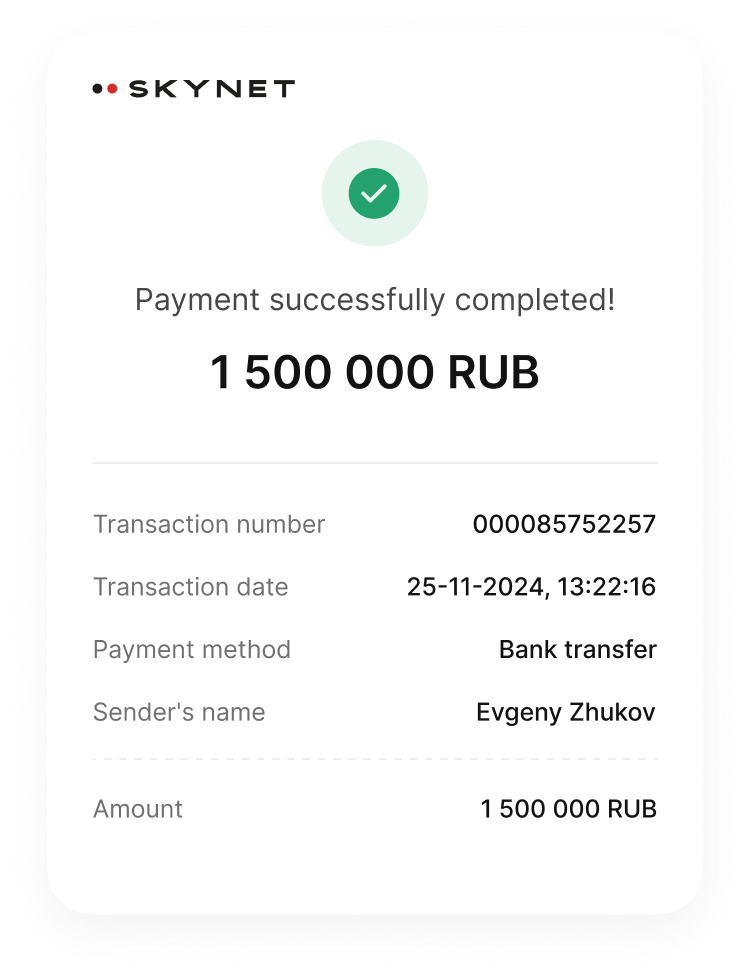 SKYNET
Payment successfully completed!
1 500 000 RUB
Transaction number 000085752257
Transaction date 25-11-2024, 13:22:16
Payment method Bank transfer
Sender's name Evgeny Zhukov
Amount 1 500 000 RUB